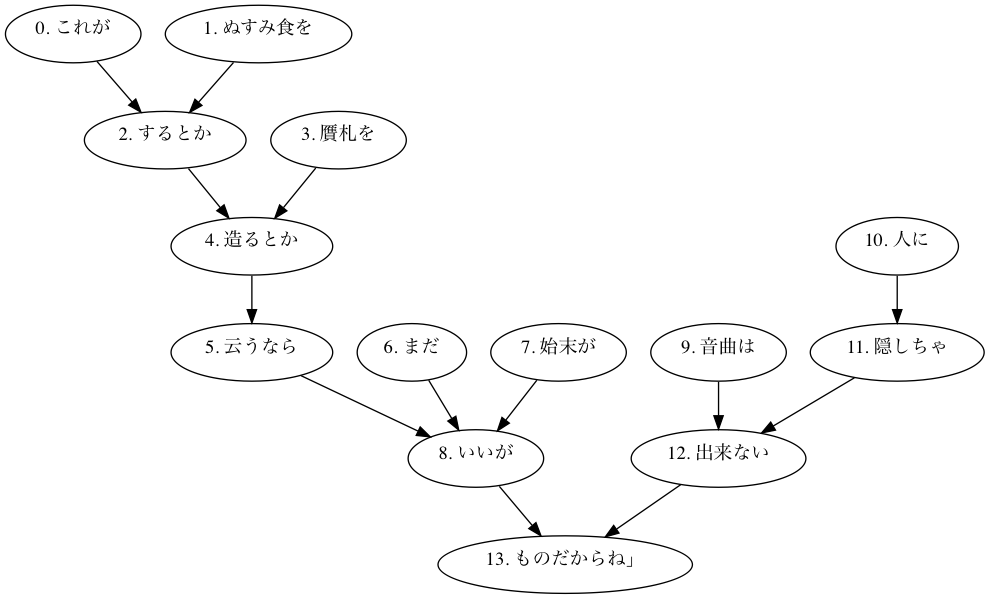 0. これが
1. ぬすみ食を
2. するとか
3. 贋札を
4. 造るとか
10. 人に
5. 云うなら
6. まだ
7. 始末が
9. 音曲は
11. 隠しちゃ
8. いいが
12. 出来ない
13. ものだからね」